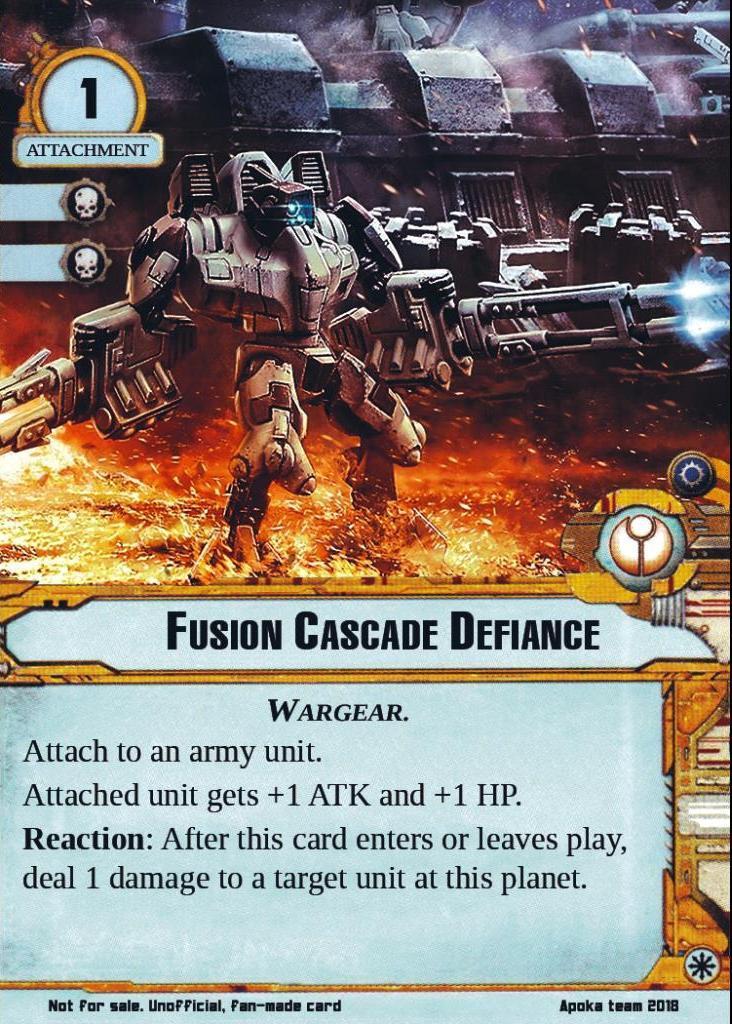 1
ATTACHMENT
FUSION CASCADE DEFIANCE
WARGEAR.
Attach to an army unit.
Attached unit gets +1 ATK and +1 HP.
Reaction: After this card enters or leaves play,
deal 1 damage to a target unit at this planet.
Not for sale. Unofficial, fan-made card
Apoka team 2018